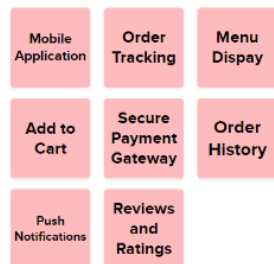 Mobile
Application
Order
Tracking
Menu
Dispay
Add to
Cart
Secure
Payment
Gateway
Order
History
Push
Notifications
Reviews
and
Ratings